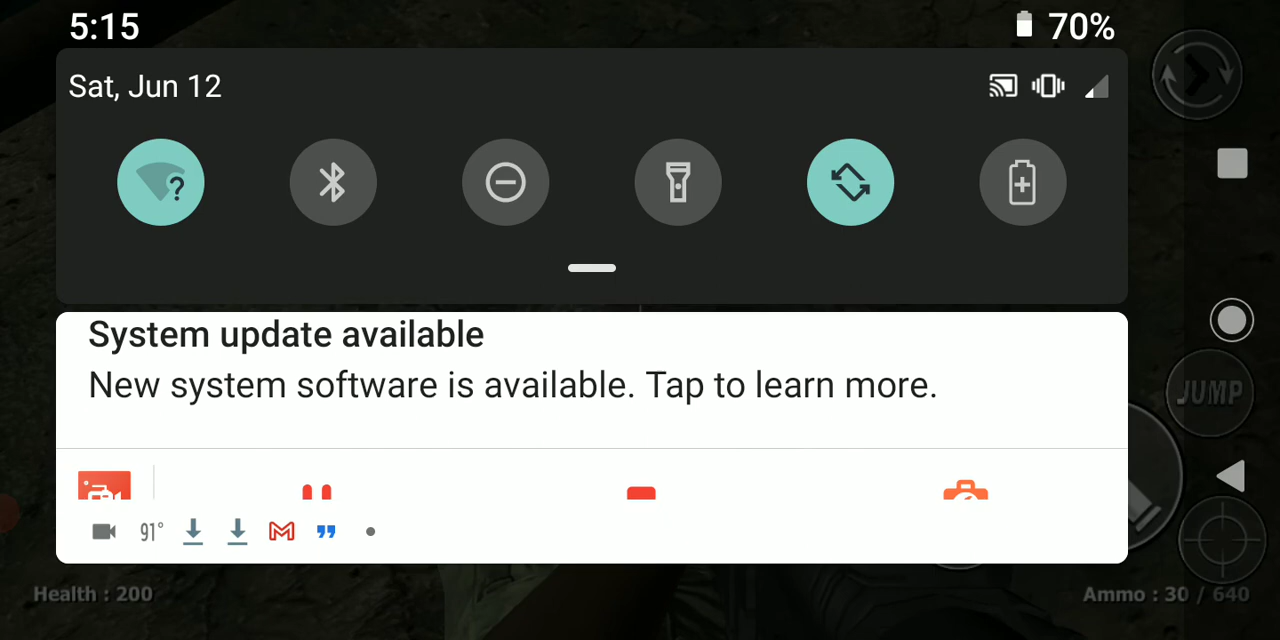 5:15
70%
Sat, Jun 12
System update available
New system software is available. Tap to learn more.
91°
JUMP
Health : 200
Ammo : 30 / 640